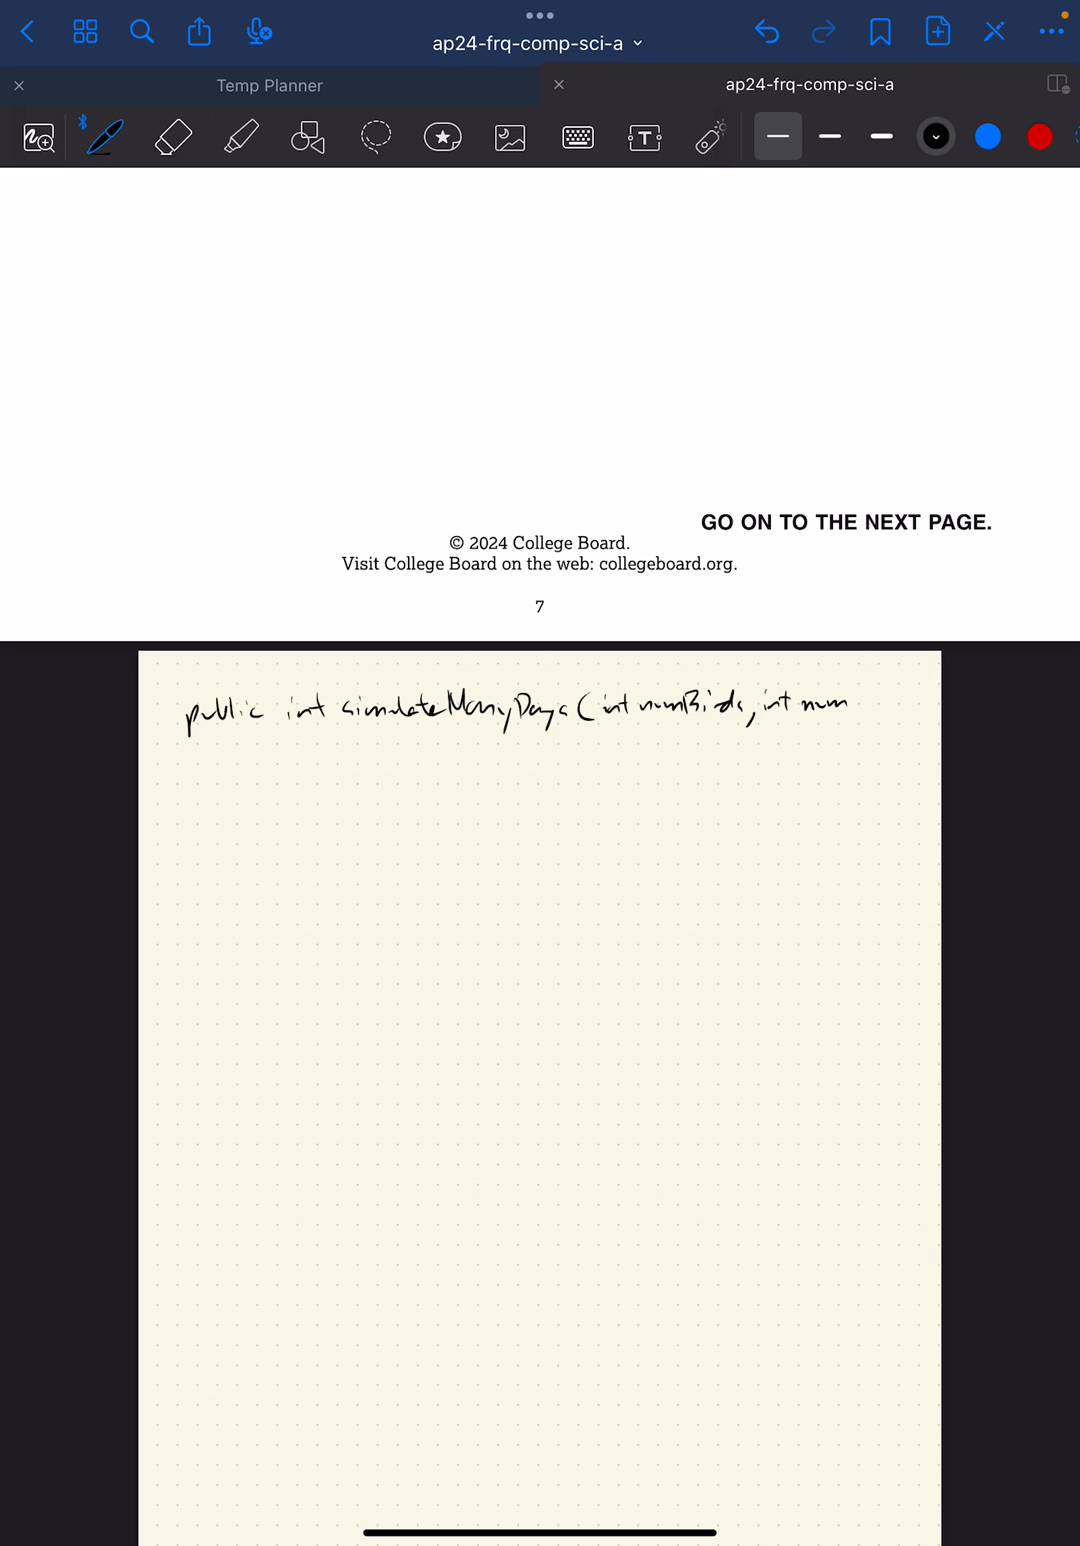 ap24-frq-comp-sci-a
Temp Planner
ap24-frq-comp-sci-a
T
GO ON TO THE NEXT PAGE.
© 2024 College Board.
Visit College Board on the web: collegeboard.org.
7
public int simulateManyDays (int numBirds, int num